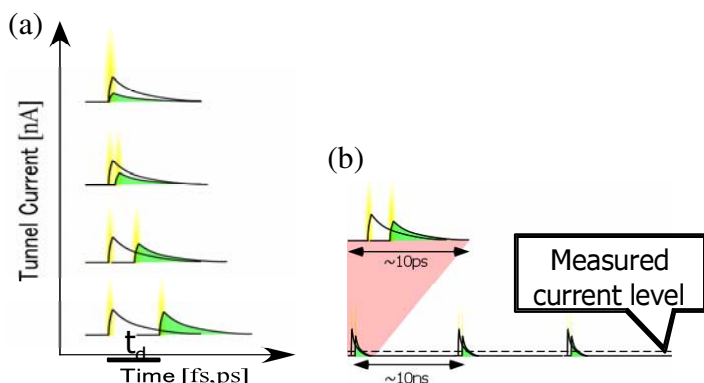 (a)
Tunnel Current [nA]
t_d
Time [fs,ps]
(b)
~10ps
Measured
current level
~10ns